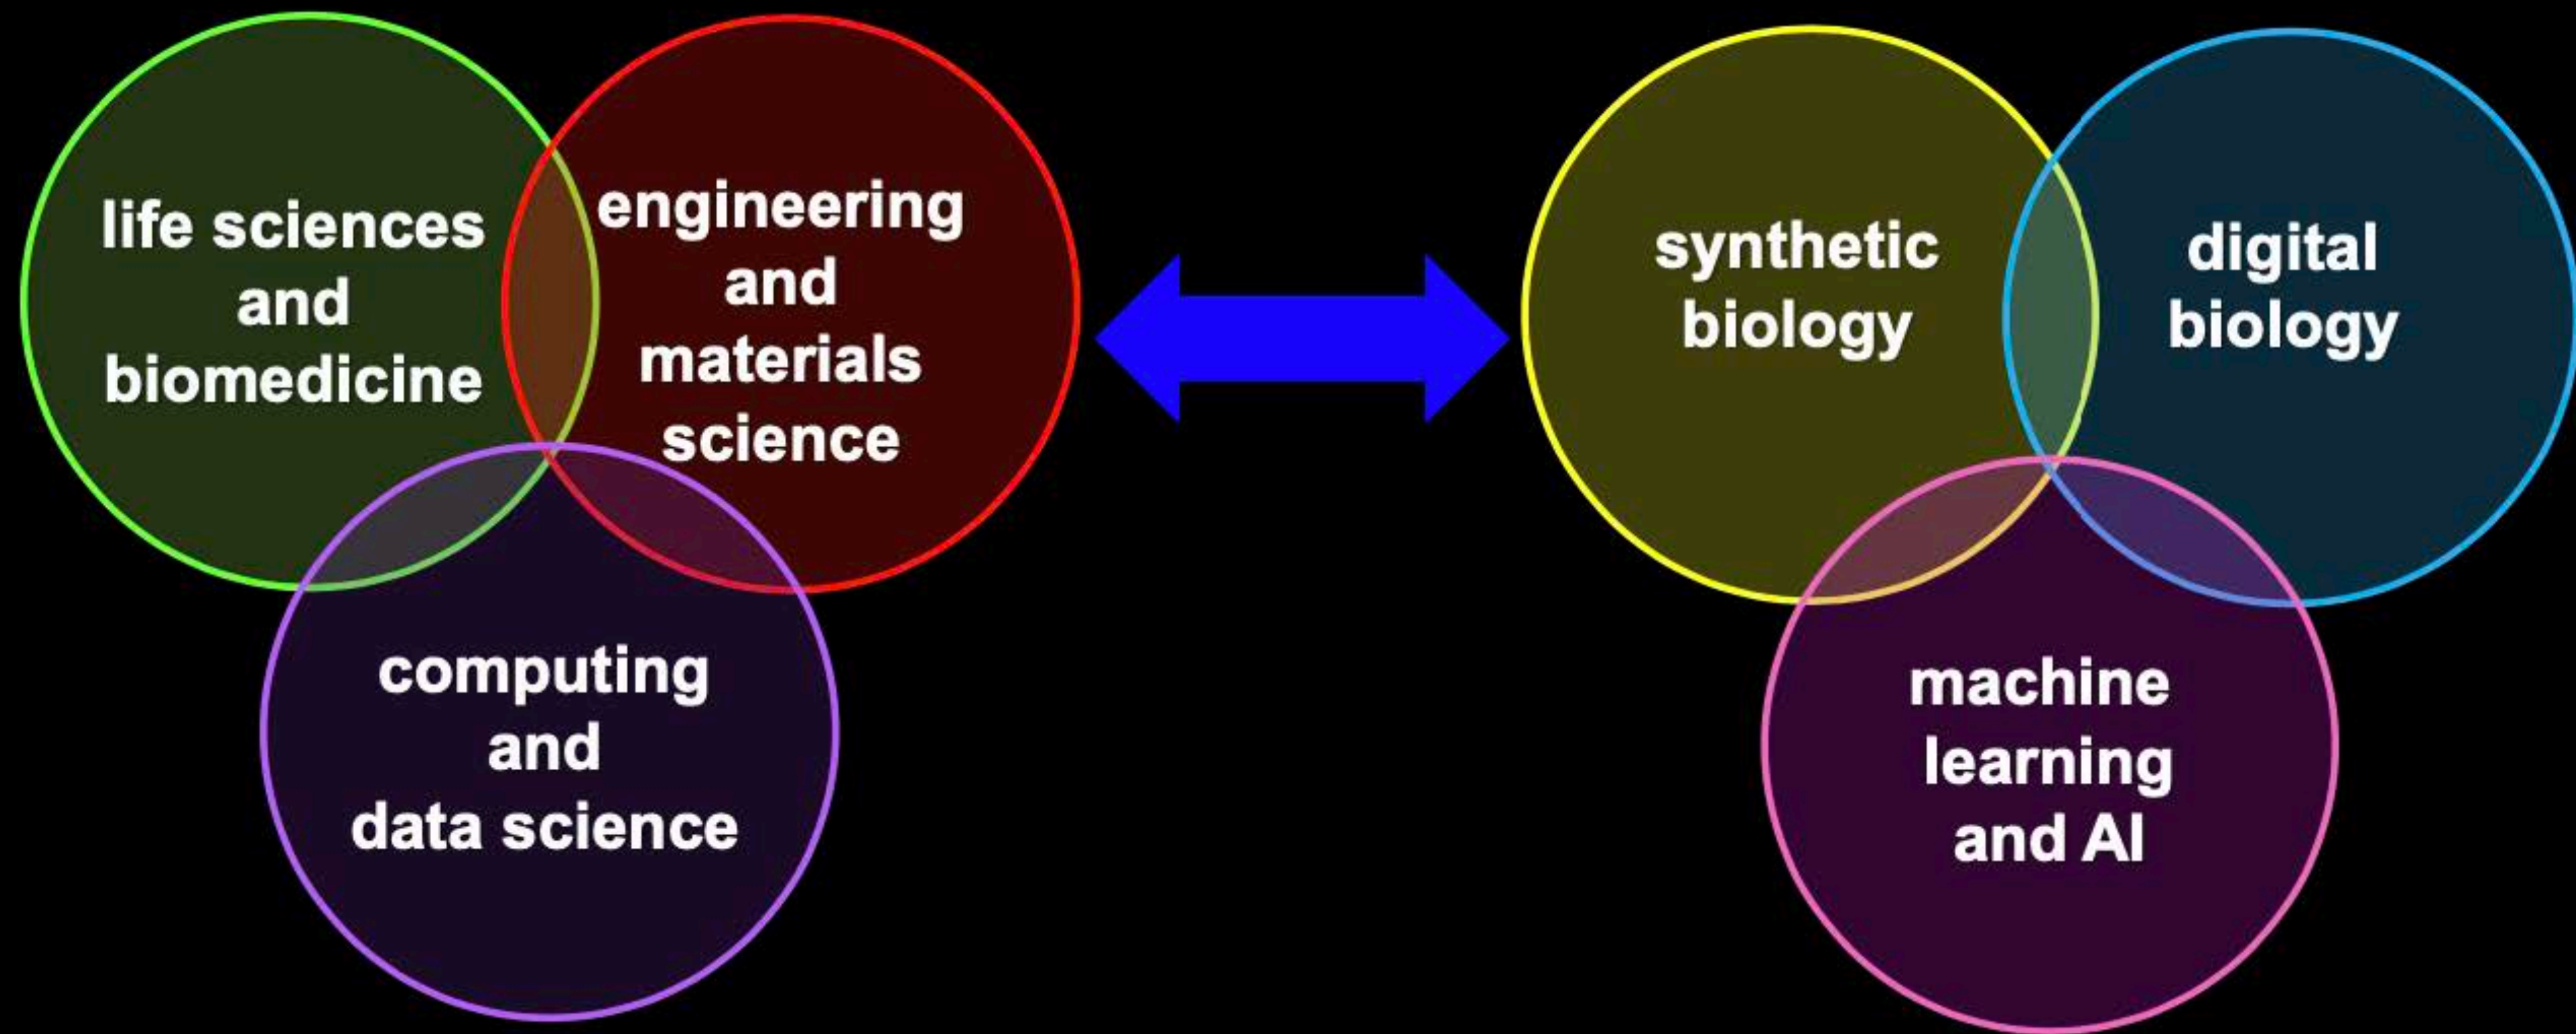 life sciences
and
biomedicine
engineering
and
materials
science
computing
and
data science
synthetic
biology
digital
biology
machine
learning
and AI